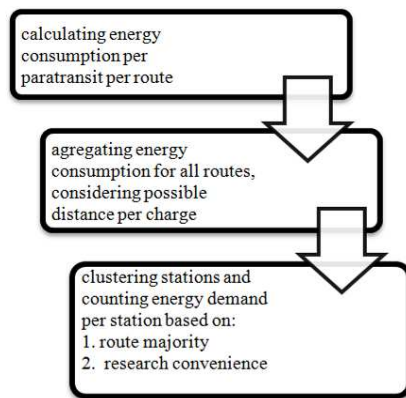 calculating energy
consumption per
paratransit per route
agregating energy
consumption for all routes,
considering possible
distance per charge
clustering stations and
counting energy demand
per station based on:
1. route majority
2. research convenience